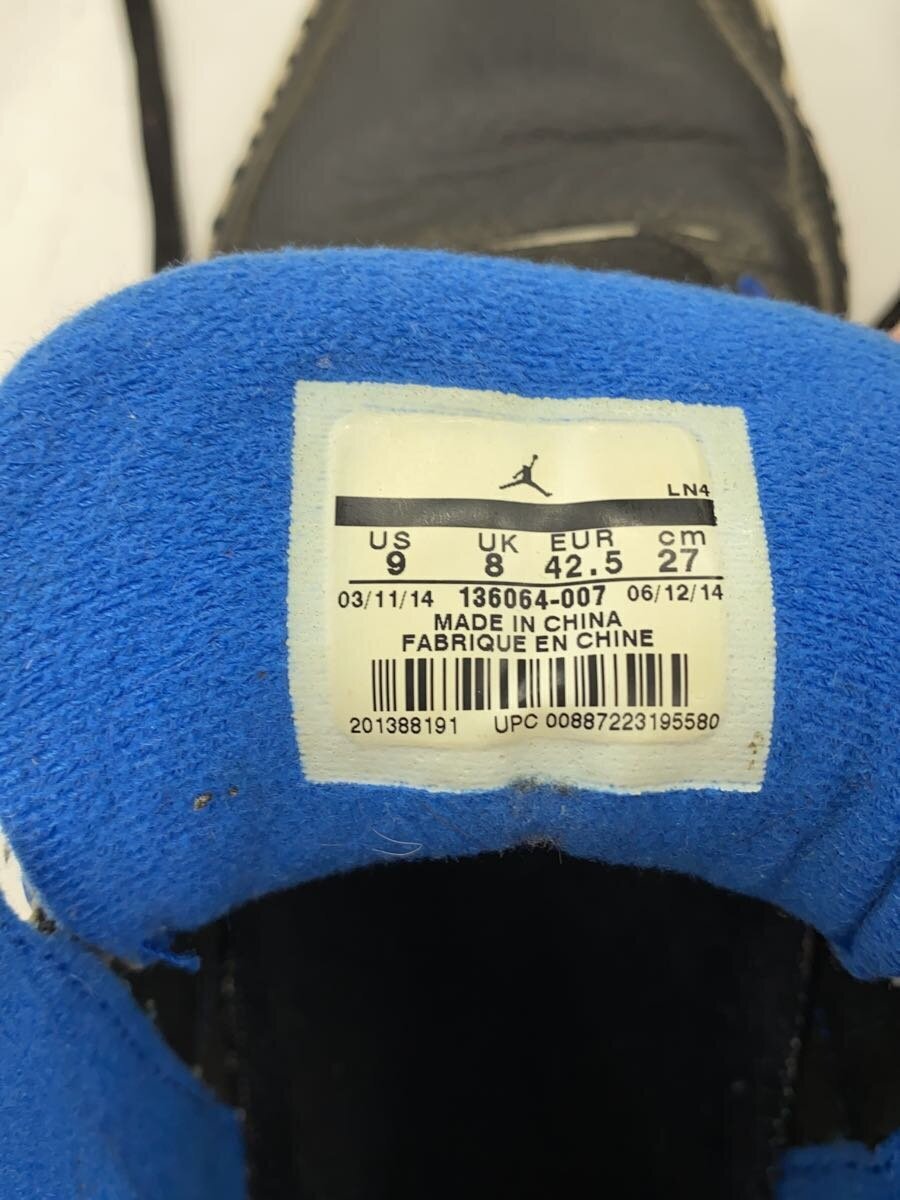 LN4
US UK EUR cm
9 8 42.5 27
03/11/14 136064-007 06/12/14
MADE IN CHINA
FABRIQUE EN CHINE
201388191 UPC 00887223195580